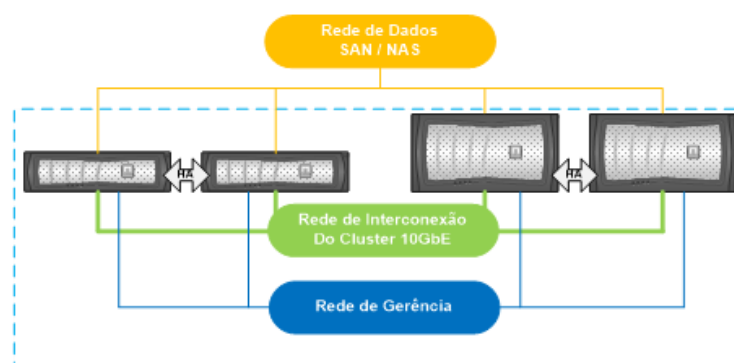 Rede de Dados
SAN / NAS
HA
HA
Rede de Interconexão
Do Cluster 10GbE
Rede de Gerência